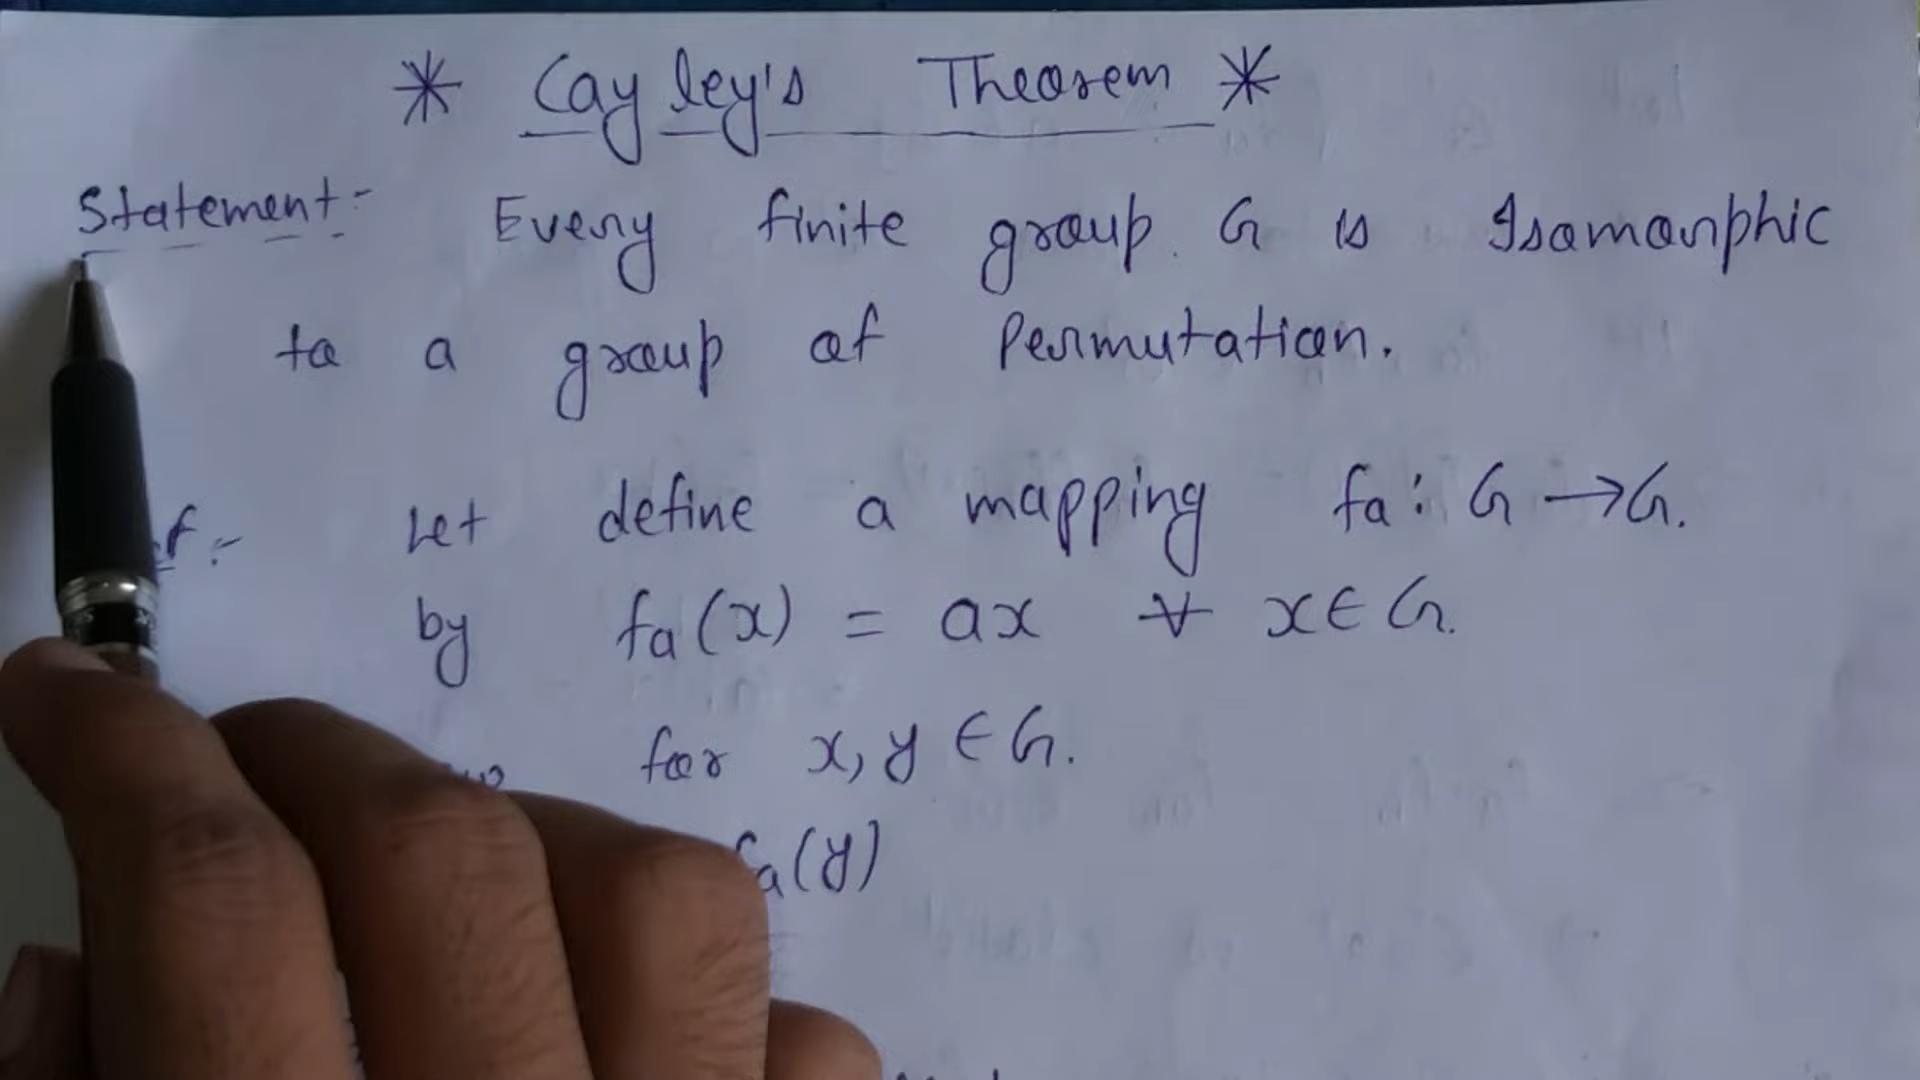 * Cayley's Theorem *
Statement:- Every finite group G is Isomorphic
to a group of Permutation.
Let define a mapping fa: G → G.
by fa(x) = ax ∀ x ∈ G.
for x, y ∈ G.
fa(y)